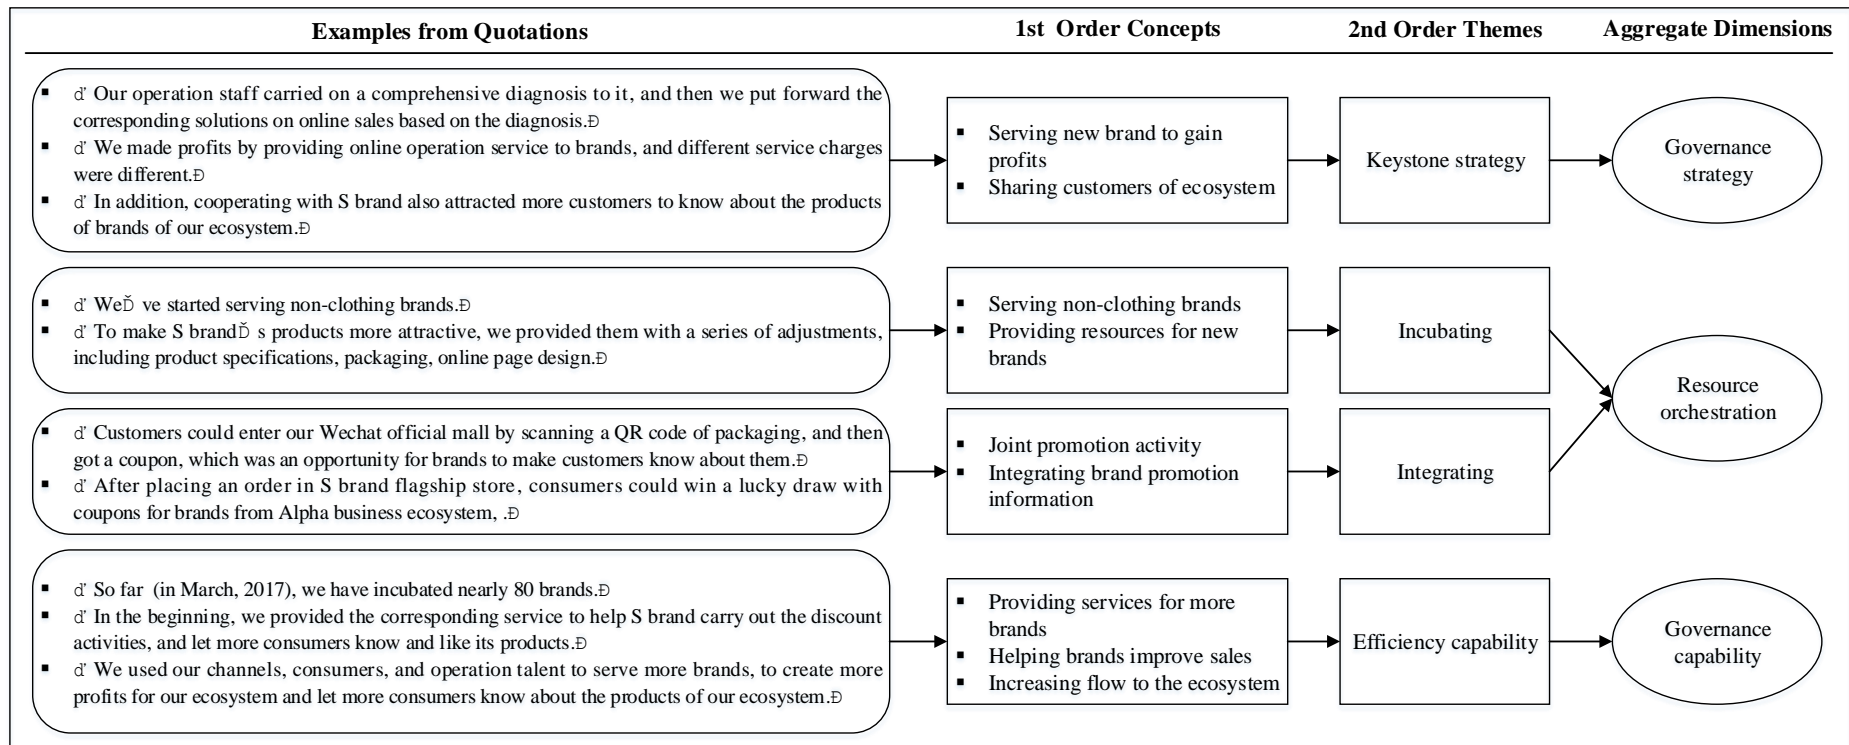 Examples from Quotations
1st Order Concepts
2nd Order Themes
Aggregate Dimensions
▪ ď Our operation staff carried on a comprehensive diagnosis to it, and then we put forward the
corresponding solutions on online sales based on the diagnosis.Đ
▪ ď We made profits by providing online operation service to brands, and different service charges
were different.Đ
▪ ď In addition, cooperating with S brand also attracted more customers to know about the products
of brands of our ecosystem.Đ
▪ Serving new brand to gain
profits
▪ Sharing customers of ecosystem
Keystone strategy
Governance
strategy
▪ ď WeĎ ve started serving non-clothing brands.Đ
▪ ď To make S brandĎ s products more attractive, we provided them with a series of adjustments,
including product specifications, packaging, online page design.Đ
▪ Serving non-clothing brands
▪ Providing resources for new
brands
Incubating
Resource
orchestration
▪ ď Customers could enter our Wechat official mall by scanning a QR code of packaging, and then
got a coupon, which was an opportunity for brands to make customers know about them.Đ
▪ ď After placing an order in S brand flagship store, consumers could win a lucky draw with
coupons for brands from Alpha business ecosystem, .Đ
▪ Joint promotion activity
▪ Integrating brand promotion
information
Integrating
▪ ď So far (in March, 2017), we have incubated nearly 80 brands.Đ
▪ ď In the beginning, we provided the corresponding service to help S brand carry out the discount
activities, and let more consumers know and like its products.Đ
▪ ď We used our channels, consumers, and operation talent to serve more brands, to create more
profits for our ecosystem and let more consumers know about the products of our ecosystem.Đ
▪ Providing services for more
brands
▪ Helping brands improve sales
▪ Increasing flow to the ecosystem
Efficiency capability
Governance
capability